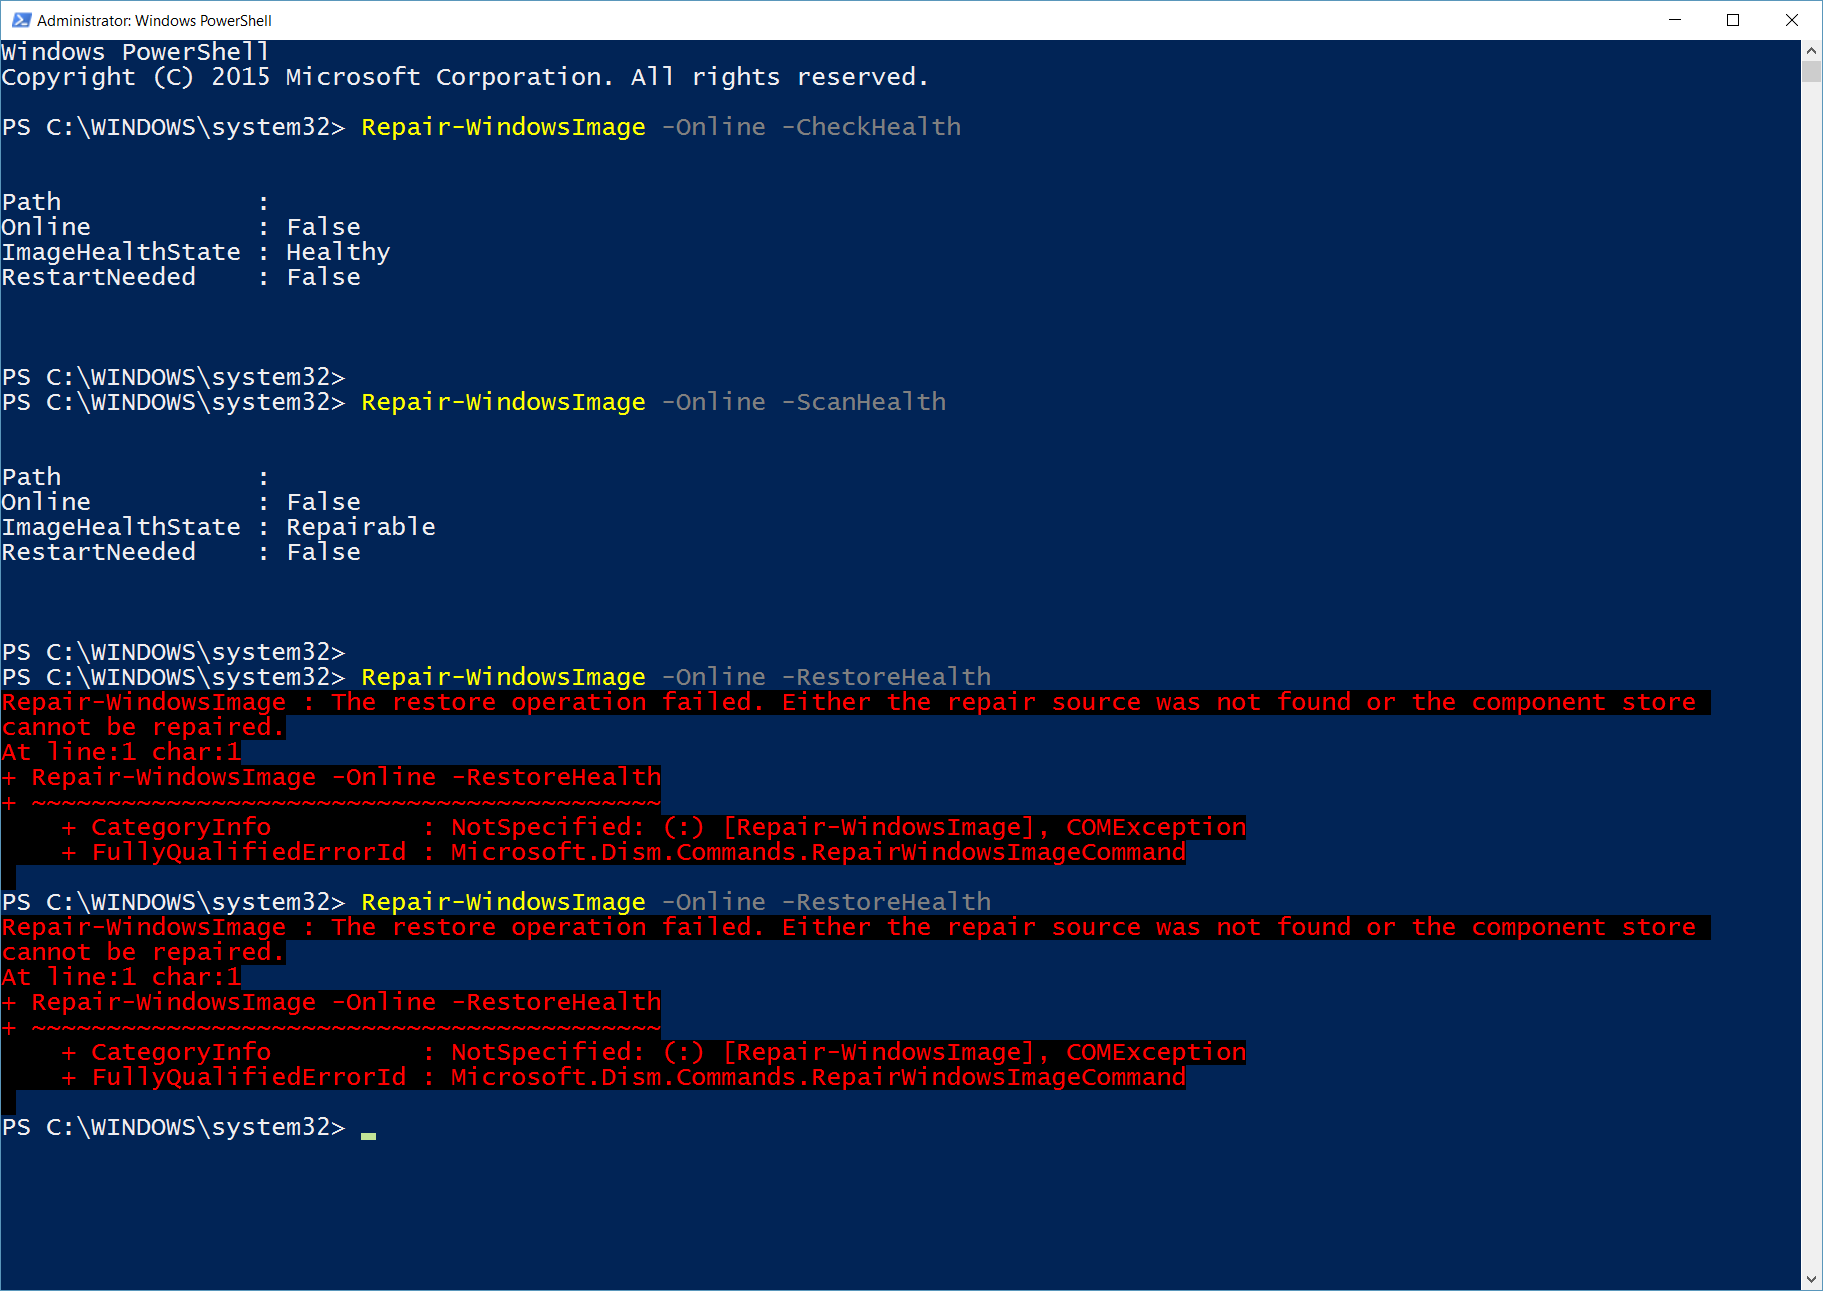 Administrator: Windows PowerShell
Windows PowerShell
Copyright (C) 2015 Microsoft Corporation. All rights reserved.
PS C:\WINDOWS\system32> Repair-WindowsImage -Online -CheckHealth
Path             :
Online           : False
ImageHealthState : Healthy
RestartNeeded    : False
PS C:\WINDOWS\system32>
PS C:\WINDOWS\system32> Repair-WindowsImage -Online -ScanHealth
Path             :
Online           : False
ImageHealthState : Repairable
RestartNeeded    : False
PS C:\WINDOWS\system32>
PS C:\WINDOWS\system32> Repair-WindowsImage -Online -RestoreHealth
Repair-WindowsImage : The restore operation failed. Either the repair source was not found or the component store
cannot be repaired.
At line:1 char:1
+ Repair-WindowsImage -Online -RestoreHealth
+ ~~~~~~~~~~~~~~~~~~~~~~~~~~~~~~~~~~~~~~~~~~
    + CategoryInfo          : NotSpecified: (:) [Repair-WindowsImage], COMException
    + FullyQualifiedErrorId : Microsoft.Dism.Commands.RepairWindowsImageCommand
PS C:\WINDOWS\system32> Repair-WindowsImage -Online -RestoreHealth
Repair-WindowsImage : The restore operation failed. Either the repair source was not found or the component store
cannot be repaired.
At line:1 char:1
+ Repair-WindowsImage -Online -RestoreHealth
+ ~~~~~~~~~~~~~~~~~~~~~~~~~~~~~~~~~~~~~~~~~~
    + CategoryInfo          : NotSpecified: (:) [Repair-WindowsImage], COMException
    + FullyQualifiedErrorId : Microsoft.Dism.Commands.RepairWindowsImageCommand
PS C:\WINDOWS\system32> _